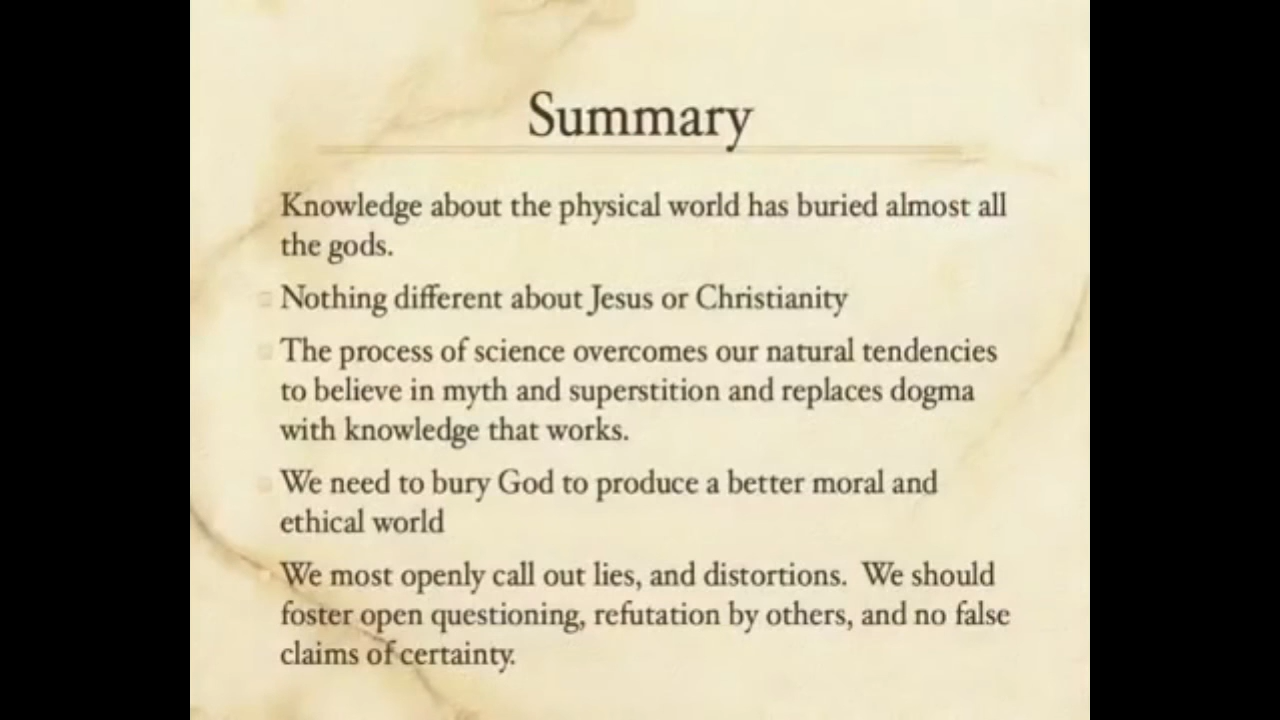 Summary
Knowledge about the physical world has buried almost all
the gods.
Nothing different about Jesus or Christianity
The process of science overcomes our natural tendencies
to believe in myth and superstition and replaces dogma
with knowledge that works.
We need to bury God to produce a better moral and
ethical world
We most openly call out lies, and distortions.  We should
foster open questioning, refutation by others, and no false
claims of certainty.